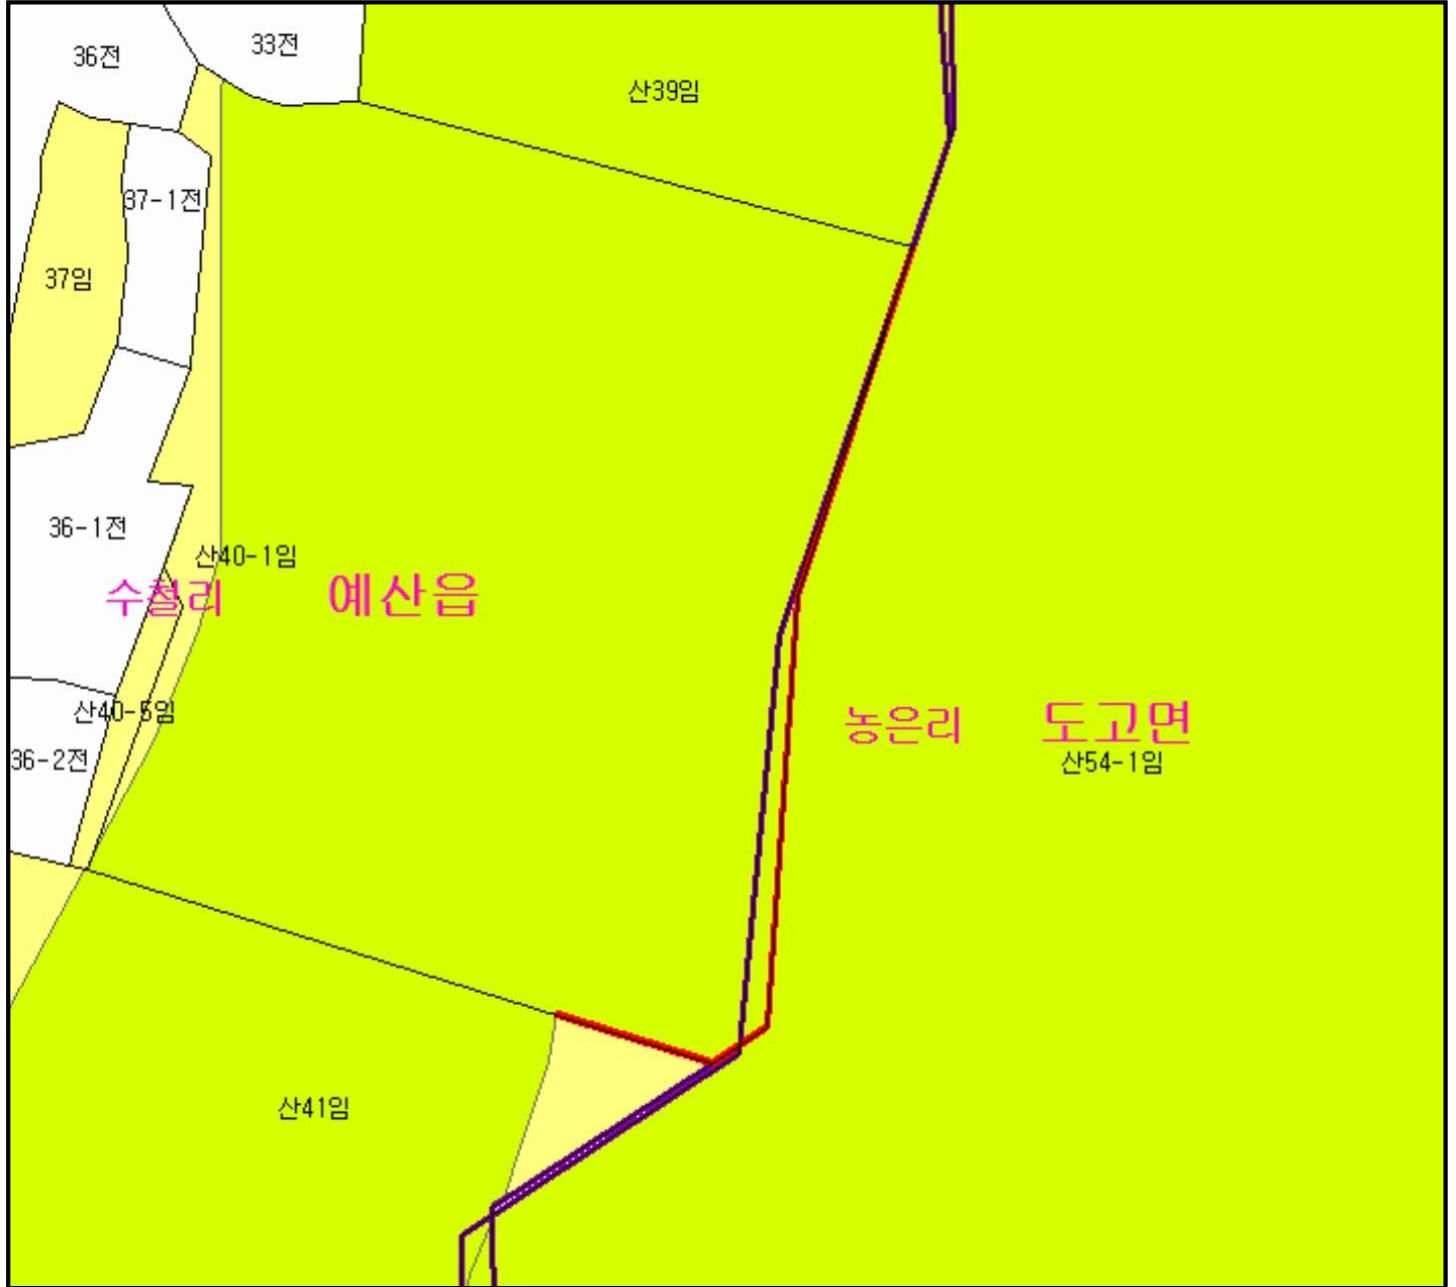 33전
36전
산39임
37-1전
37임
36-1전
산40-1임
수철리
예산읍
산40-5임
농은리
도고면
36-2전
산54-1임
산41임